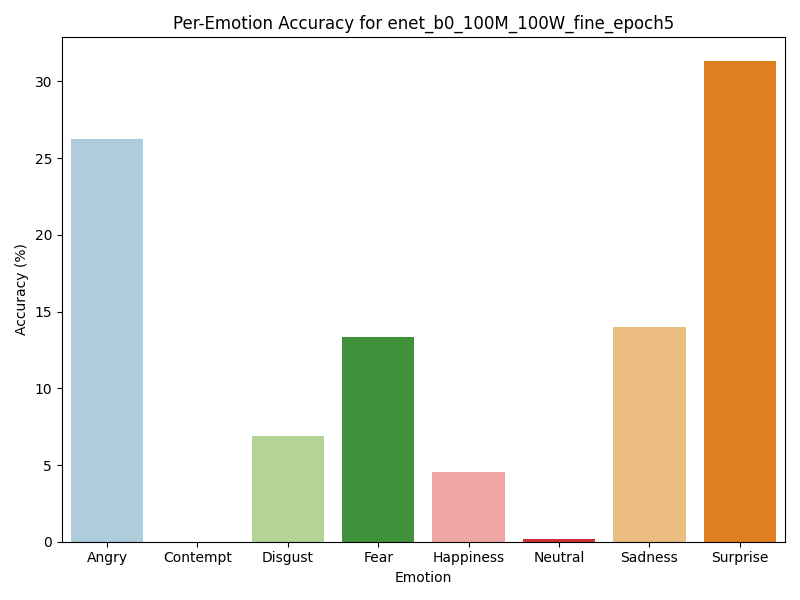 Per-Emotion Accuracy for enet_b0_100M_100W_fine_epoch5
30
25
20
15
10
5
0
Accuracy (%)
Angry Contempt Disgust Fear Happiness Neutral Sadness Surprise
Emotion